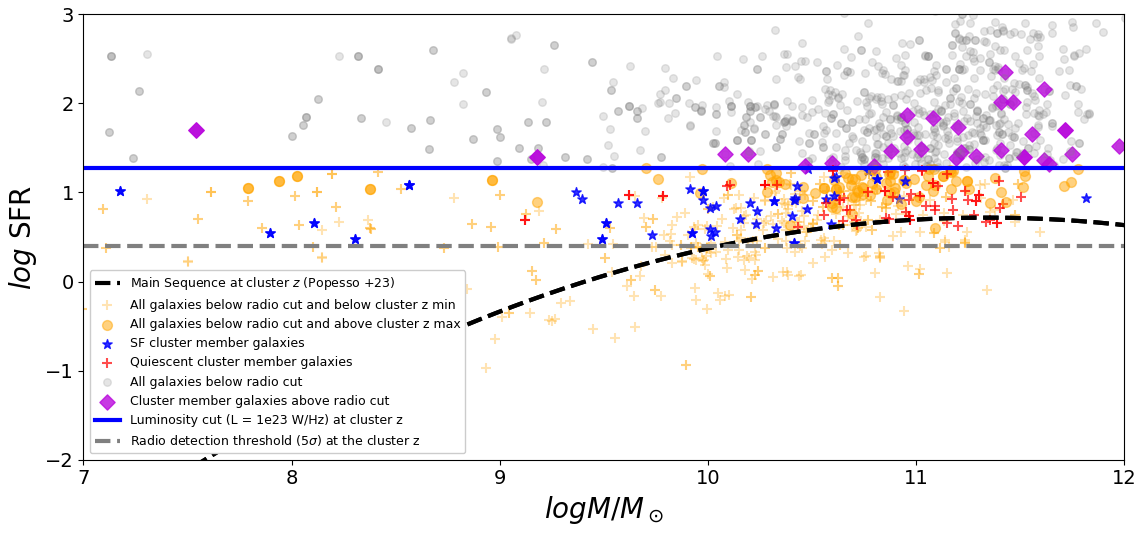 3
2
1
0
−1
−2
log SFR
Main Sequence at cluster z (Popesso +23)
All galaxies below radio cut and below cluster z min
All galaxies below radio cut and above cluster z max
SF cluster member galaxies
Quiescent cluster member galaxies
All galaxies below radio cut
Cluster member galaxies above radio cut
Luminosity cut (L = 1e23 W/Hz) at cluster z
Radio detection threshold (5σ) at the cluster z
7 8 9 10 11 12
logM/M⊙